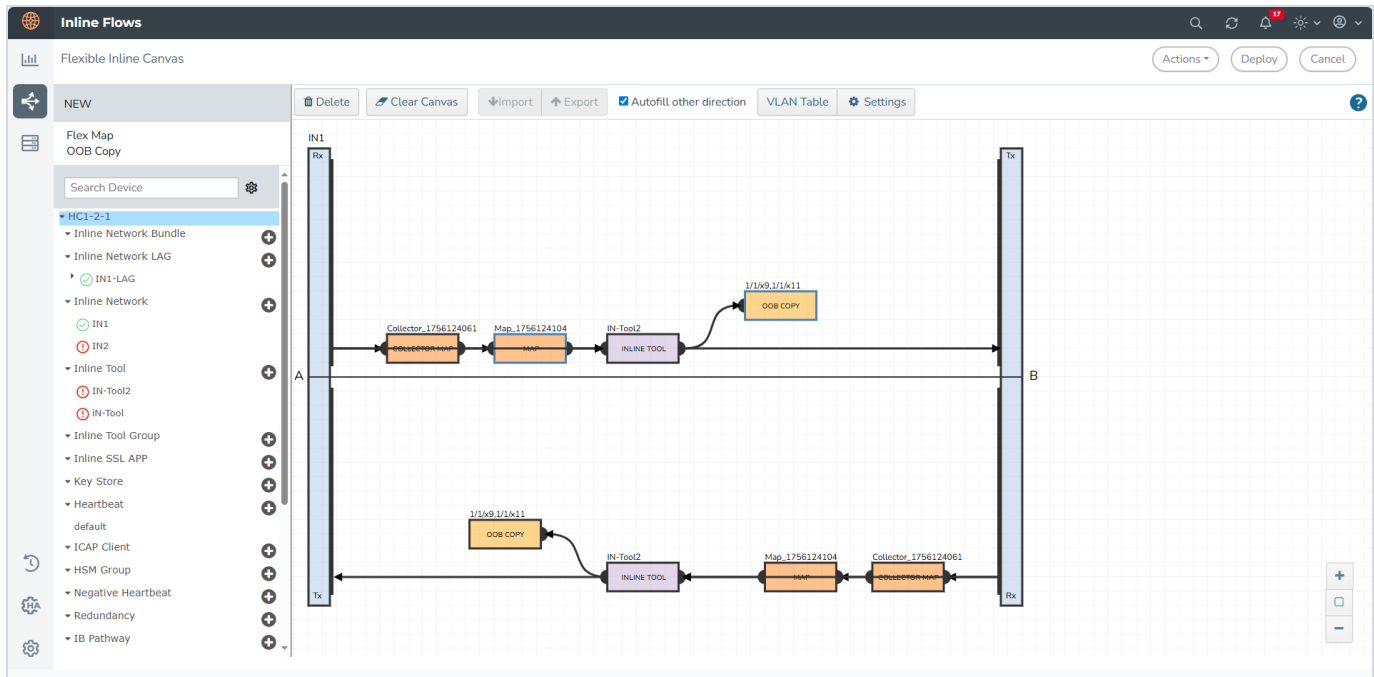 Inline Flows
17
Flexible Inline Canvas
Actions
Deploy
Cancel
NEW
Delete
Clear Canvas
Import
Export
Autofill other direction
VLAN Table
Settings
?
Flex Map
OOB Copy
Search Device
HC1-2-1
Inline Network Bundle
Inline Network LAG
IN1-LAG
Inline Network
IN1
IN2
Inline Tool
IN-Tool2
iN-Tool
Inline Tool Group
Inline SSL APP
Key Store
Heartbeat
default
ICAP Client
HSM Group
Negative Heartbeat
Redundancy
IB Pathway
HA
IN1
Rx
Tx
1/1/x9,1/1/x11
OOB COPY
Collector_1756124061
Map_1756124104
IN-Tool2
COLLECTOR MAP
MAP
INLINE TOOL
A
B
1/1/x9,1/1/x11
OOB COPY
IN-Tool2
Map_1756124104
Collector_1756124061
INLINE TOOL
MAP
COLLECTOR MAP
Tx
Rx